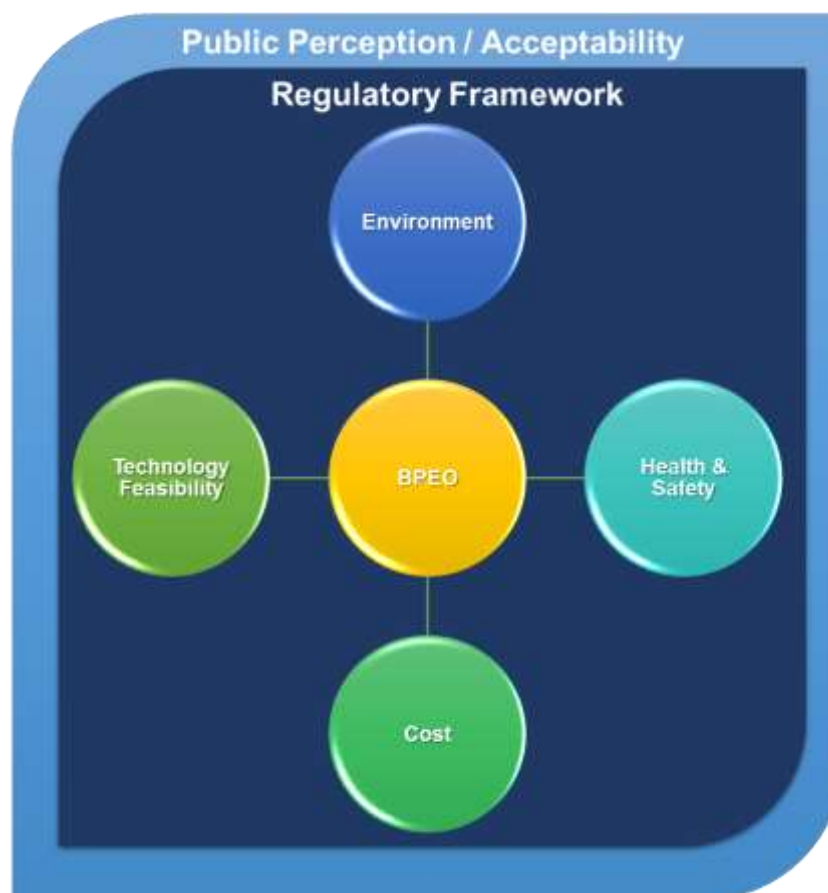 Public Perception / Acceptability
Regulatory Framework
Environment
Technology
Feasibility
BPEO
Health &
Safety
Cost